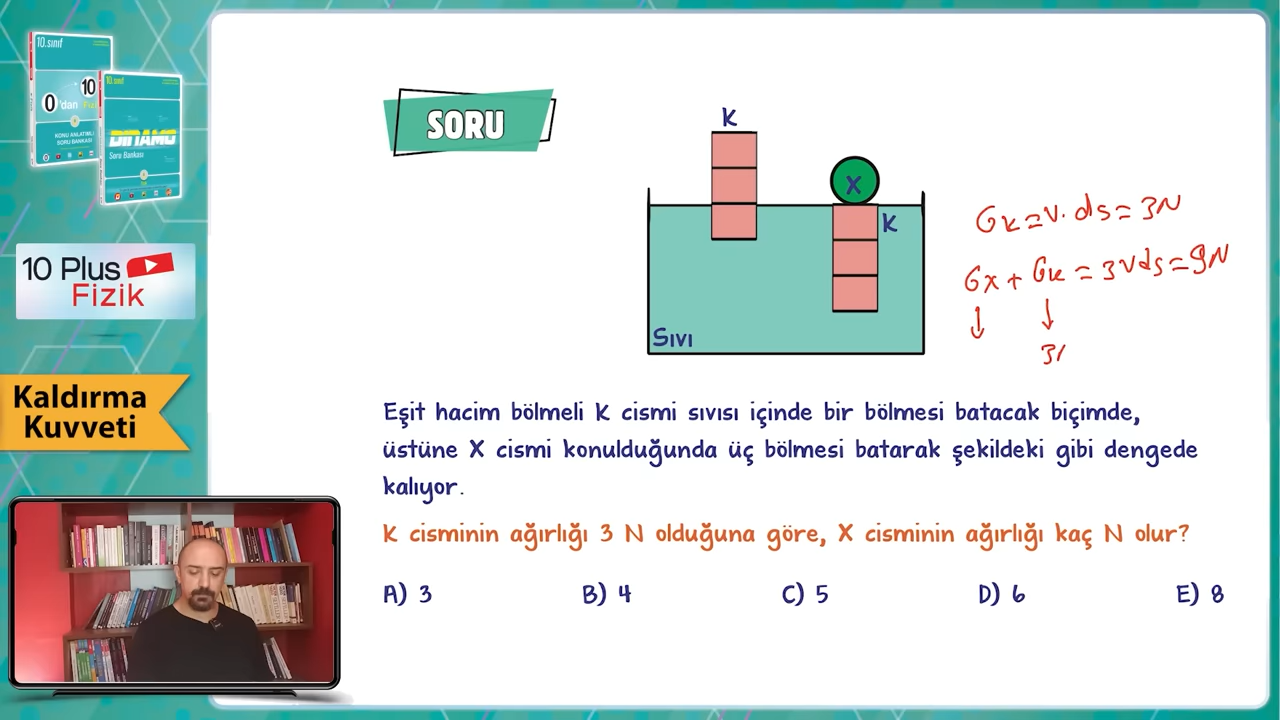 10.sınıf
0'dan 10
KONU ANLATIMLI
SORU BANKASI
10.sınıf
DİNAMO
Soru Bankası
10 Plus
Fizik
Kaldırma
Kuvveti
SORU
K
X
K
Sıvı
Gk=V.ds=3N
Gx+Gk=3Vds=9N
↓ ↓
3N
Eşit hacim bölmeli K cismi sıvısı içinde bir bölmesi batacak biçimde,
üstüne X cismi konulduğunda üç bölmesi batarak şekildeki gibi dengede
kalıyor.
K cisminin ağırlığı 3 N olduğuna göre, X cisminin ağırlığı kaç N olur?
A) 3 B) 4 C) 5 D) 6 E) 8